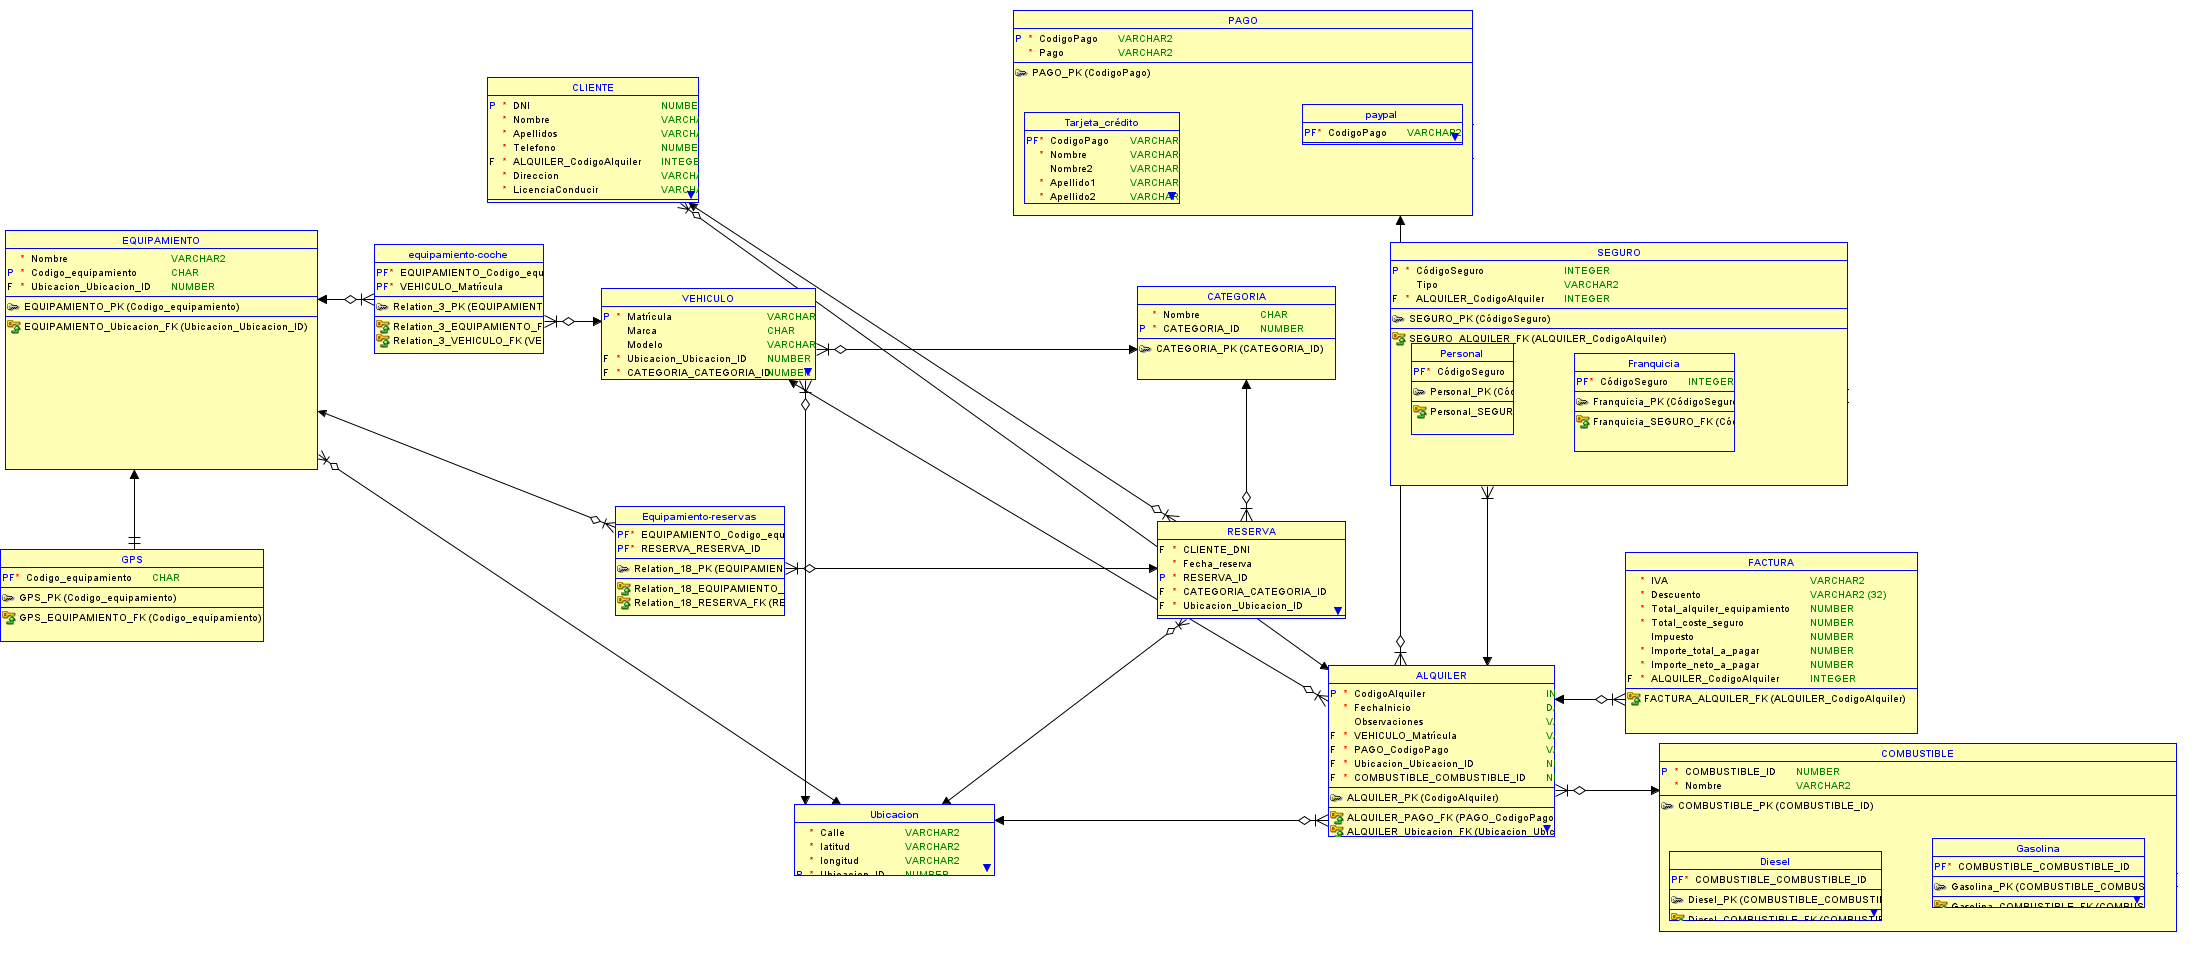 PAGO
P * CodigoPago VARCHAR2
* Pago VARCHAR2
PAGO_PK (CodigoPago)
Tarjeta_crédito
PF* CodigoPago VARCHAR
* Nombre VARCHAR
Nombre2 VARCHAR
* Apellido1 VARCHAR
* Apellido2 VARCHAR
paypal
PF* CodigoPago VARCHAR2
CLIENTE
P * DNI NUMBE
* Nombre VARCHA
* Apellidos VARCHA
* Telefono NUMBE
F * ALQUILER_CodigoAlquiler INTEGE
* Direccion VARCHA
* LicenciaConducir VARCHA
EQUIPAMIENTO
* Nombre VARCHAR2
P * Codigo_equipamiento CHAR
F * Ubicacion_Ubicacion_ID NUMBER
EQUIPAMIENTO_PK (Codigo_equipamiento)
EQUIPAMIENTO_Ubicacion_FK (Ubicacion_Ubicacion_ID)
equipamiento-coche
PF* EQUIPAMIENTO_Codigo_equ
PF* VEHICULO_Matrícula
Relation_3_PK (EQUIPAMIENT
Relation_3_EQUIPAMIENTO_F
Relation_3_VEHICULO_FK (VE
VEHICULO
P * Matrícula VARCHAR
Marca CHAR
Modelo VARCHAR
F * Ubicacion_Ubicacion_ID NUMBER
F * CATEGORIA_CATEGORIA_ID NUMBER
CATEGORIA
* Nombre CHAR
P * CATEGORIA_ID NUMBER
CATEGORIA_PK (CATEGORIA_ID)
SEGURO
P * CódigoSeguro INTEGER
Tipo VARCHAR2
F * ALQUILER_CodigoAlquiler INTEGER
SEGURO_PK (CódigoSeguro)
SEGURO_ALQUILER_FK (ALQUILER_CodigoAlquiler)
Personal
PF* CódigoSeguro
Personal_PK (Cód
Personal_SEGUR
Franquicia
PF* CódigoSeguro INTEGER
Franquicia_PK (CódigoSegur
Franquicia_SEGURO_FK (Cód
GPS
PF* Codigo_equipamiento CHAR
GPS_PK (Codigo_equipamiento)
GPS_EQUIPAMIENTO_FK (Codigo_equipamiento)
Equipamiento-reservas
PF* EQUIPAMIENTO_Codigo_equ
PF* RESERVA_RESERVA_ID
Relation_18_PK (EQUIPAMIEN
Relation_18_EQUIPAMIENTO_
Relation_18_RESERVA_FK (RE
RESERVA
F * CLIENTE_DNI
* Fecha_reserva
P * RESERVA_ID
F * CATEGORIA_CATEGORIA_ID
F * Ubicacion_Ubicacion_ID
FACTURA
* IVA VARCHAR2
* Descuento VARCHAR2 (32)
* Total_alquiler_equipamiento NUMBER
* Total_coste_seguro NUMBER
Impuesto NUMBER
* Importe_total_a_pagar NUMBER
* Importe_neto_a_pagar NUMBER
F * ALQUILER_CodigoAlquiler INTEGER
FACTURA_ALQUILER_FK (ALQUILER_CodigoAlquiler)
ALQUILER
P * CodigoAlquiler IN
* FechaInicio D
Observaciones V
F * VEHICULO_Matrícula V
F * PAGO_CodigoPago V
F * Ubicacion_Ubicacion_ID N
F * COMBUSTIBLE_COMBUSTIBLE_ID N
ALQUILER_PK (CodigoAlquiler)
ALQUILER_PAGO_FK (PAGO_CodigoPago
ALQUILER_Ubicacion_FK (Ubicacion_Ubic
Ubicacion
* Calle VARCHAR2
* latitud VARCHAR2
* longitud VARCHAR2
P * Ubicacion_ID NUMBER
COMBUSTIBLE
P * COMBUSTIBLE_ID NUMBER
* Nombre VARCHAR2
COMBUSTIBLE_PK (COMBUSTIBLE_ID)
Diesel
PF* COMBUSTIBLE_COMBUSTIBLE_ID
Diesel_PK (COMBUSTIBLE_COMBUSTI
Diesel_COMBUSTIBLE_FK (COMBUSTIE
Gasolina
PF* COMBUSTIBLE_COMBUSTIBLE_ID
Gasolina_PK (COMBUSTIBLE_COMBUS
Gasolina_COMBUSTIBLE_FK (COMBUS